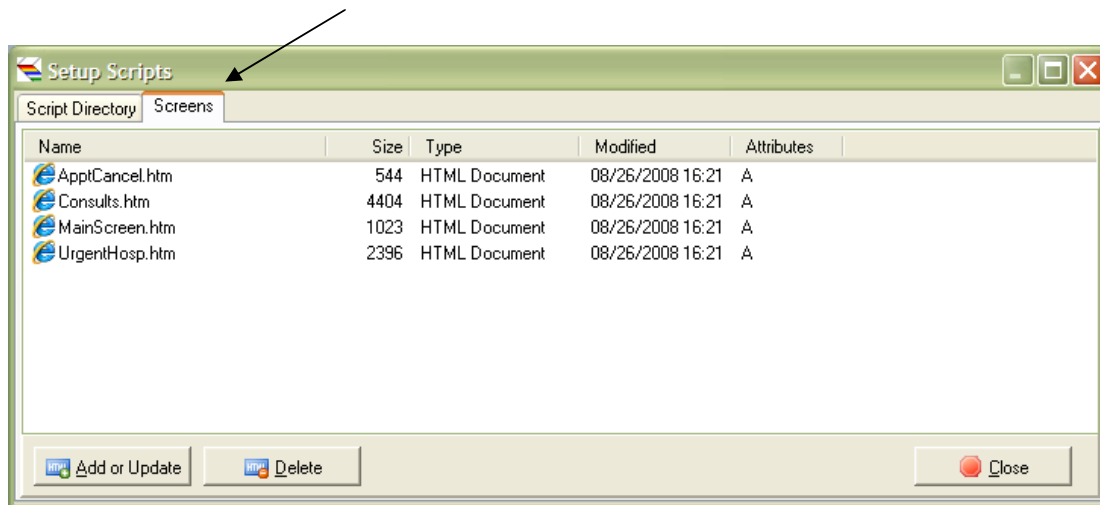 Setup Scripts
Script Directory Screens
Name Size Type Modified Attributes
ApptCancel.htm 544 HTML Document 08/26/2008 16:21 A
Consults.htm 4404 HTML Document 08/26/2008 16:21 A
MainScreen.htm 1023 HTML Document 08/26/2008 16:21 A
UrgentHosp.htm 2396 HTML Document 08/26/2008 16:21 A
Add or Update Delete Close